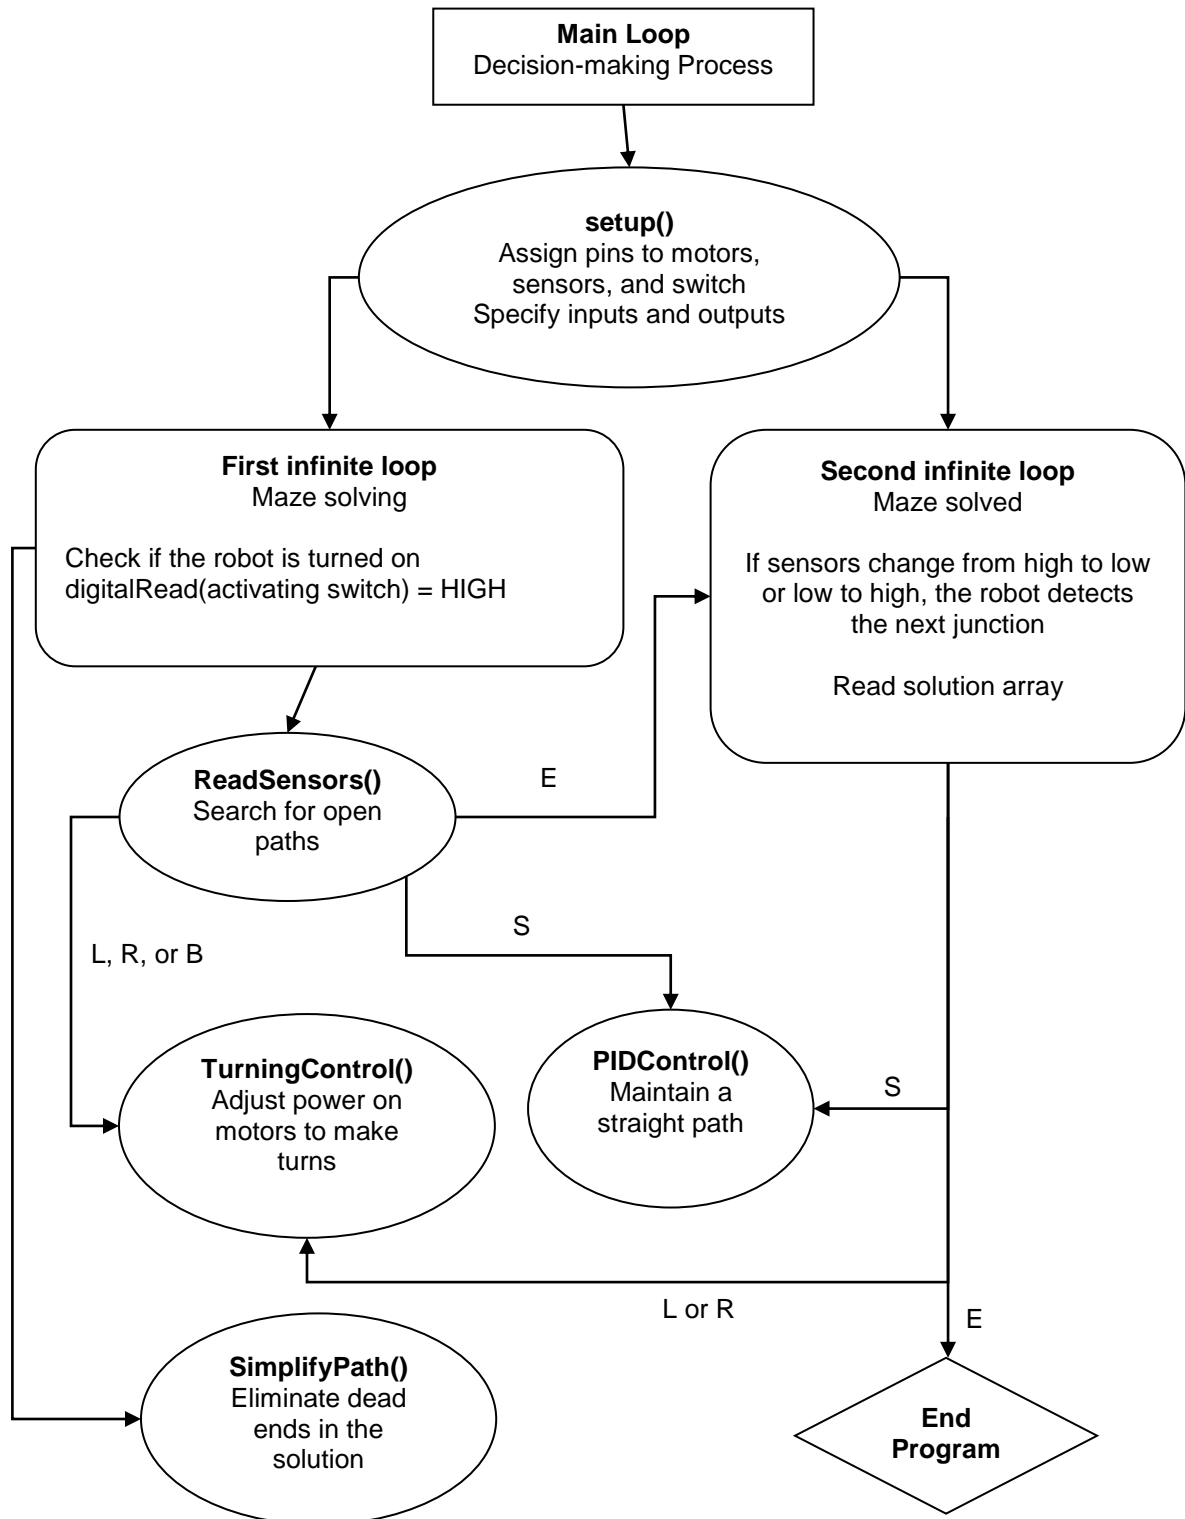 Main Loop
Decision-making Process
setup()
Assign pins to motors,
sensors, and switch
Specify inputs and outputs
First infinite loop
Maze solving
Check if the robot is turned on
digitalRead(activating switch) = HIGH
Second infinite loop
Maze solved
If sensors change from high to low
or low to high, the robot detects
the next junction
Read solution array
ReadSensors()
Search for open
paths
E
S
L, R, or B
TurningControl()
Adjust power on
motors to make
turns
PIDControl()
Maintain a
straight path
S
L or R
E
SimplifyPath()
Eliminate dead
ends in the
solution
End
Program